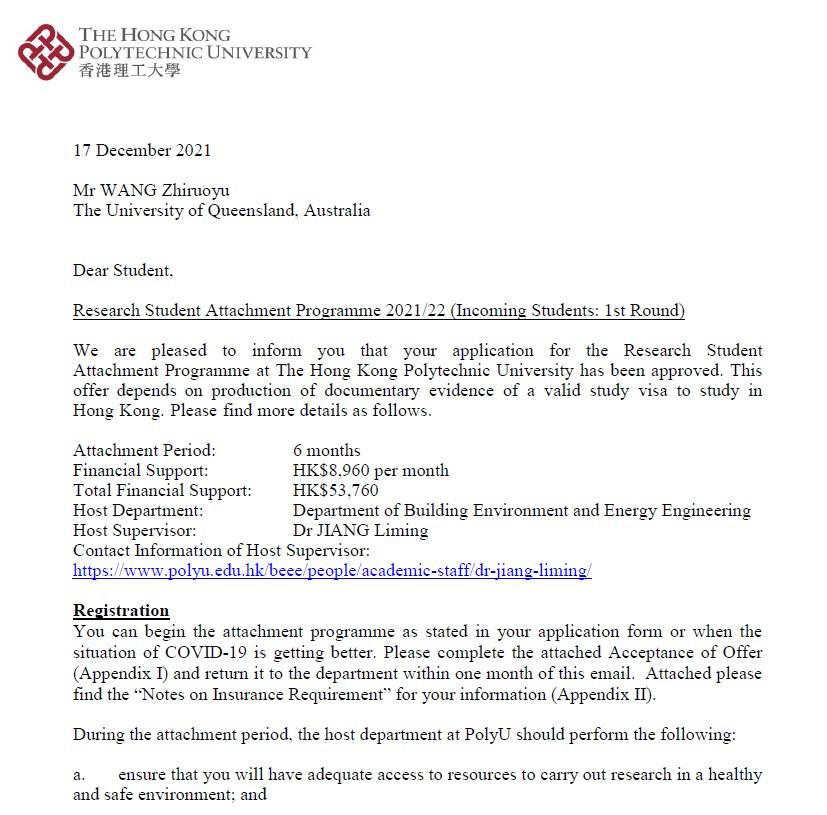 THE HONG KONG
POLYTECHNIC UNIVERSITY
香港理工大學
17 December 2021
Mr WANG Zhiruoyu
The University of Queensland, Australia
Dear Student,
Research Student Attachment Programme 2021/22 (Incoming Students: 1st Round)
We are pleased to inform you that your application for the Research Student
Attachment Programme at The Hong Kong Polytechnic University has been approved. This
offer depends on production of documentary evidence of a valid study visa to study in
Hong Kong. Please find more details as follows.
Attachment Period: 6 months
Financial Support: HK$8,960 per month
Total Financial Support: HK$53,760
Host Department: Department of Building Environment and Energy Engineering
Host Supervisor: Dr JIANG Liming
Contact Information of Host Supervisor:
https://www.polyu.edu.hk/beee/people/academic-staff/dr-jiang-liming/
Registration
You can begin the attachment programme as stated in your application form or when the
situation of COVID-19 is getting better. Please complete the attached Acceptance of Offer
(Appendix I) and return it to the department within one month of this email. Attached please
find the “Notes on Insurance Requirement” for your information (Appendix II).
During the attachment period, the host department at PolyU should perform the following:
a. ensure that you will have adequate access to resources to carry out research in a healthy
and safe environment; and